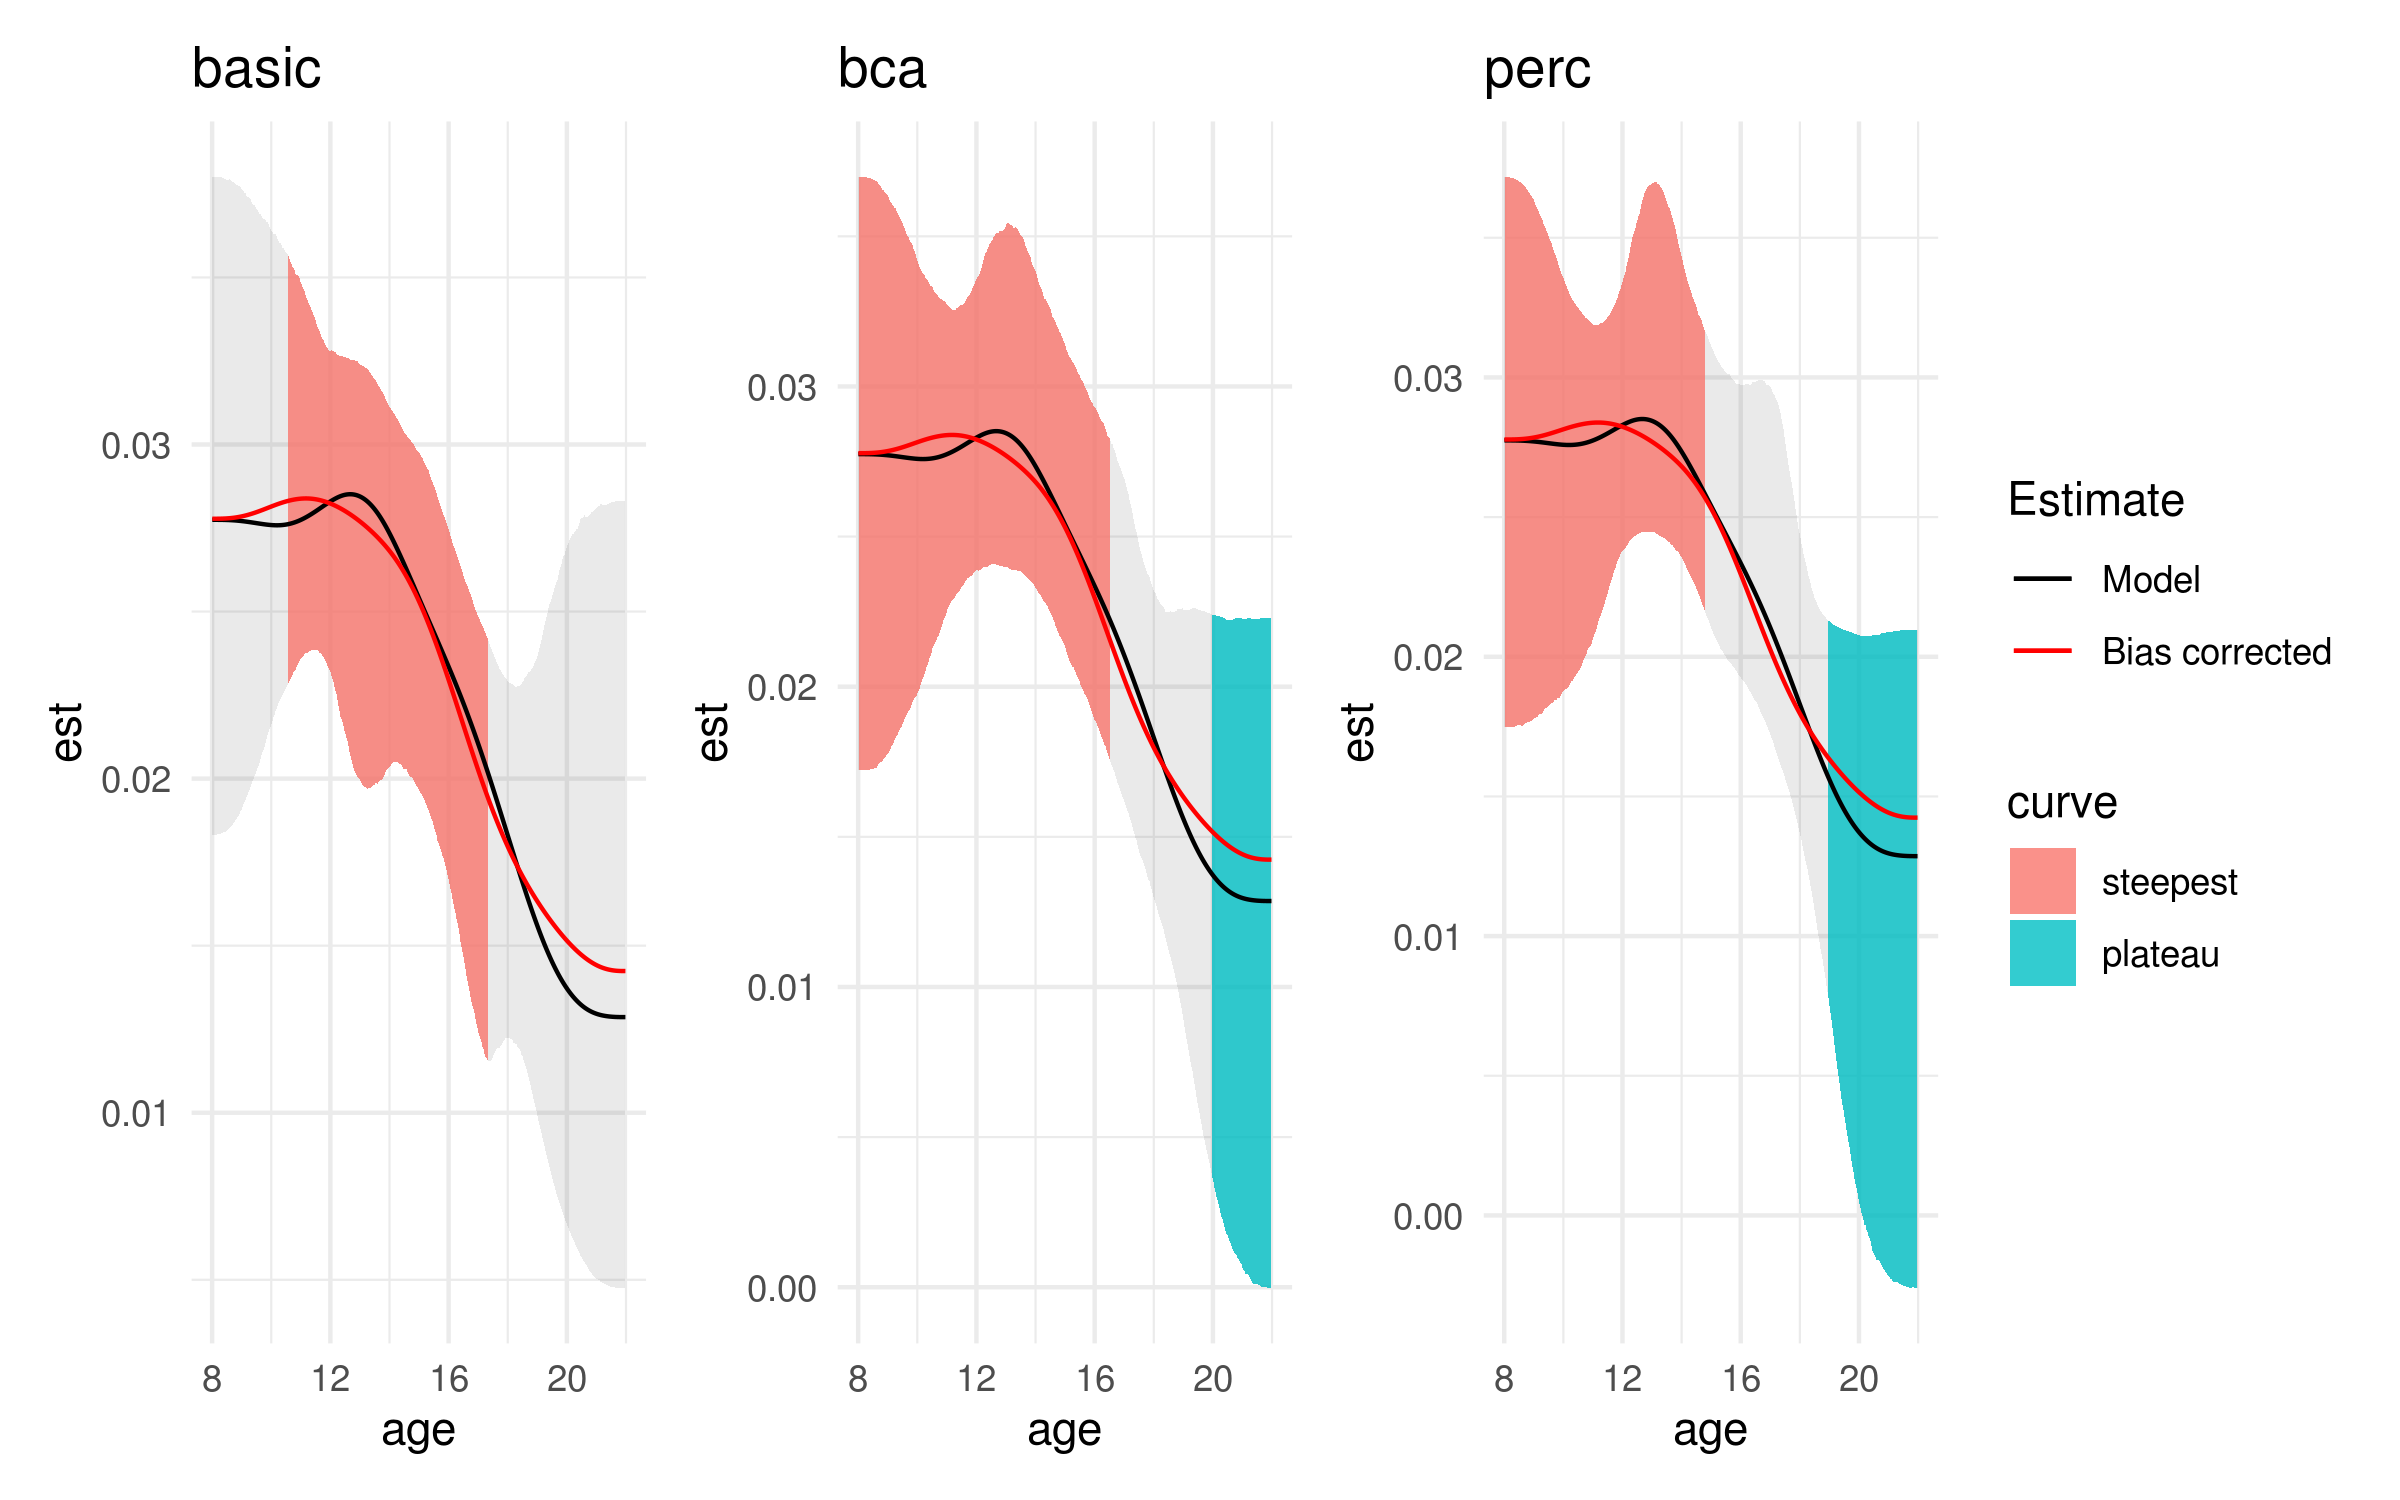 basic
bca
perc
est
0.03
0.02
0.01
8 12 16 20
age
est
0.03
0.02
0.01
0.00
8 12 16 20
age
est
0.03
0.02
0.01
0.00
8 12 16 20
age
Estimate
Model
Bias corrected
curve
steepest
plateau